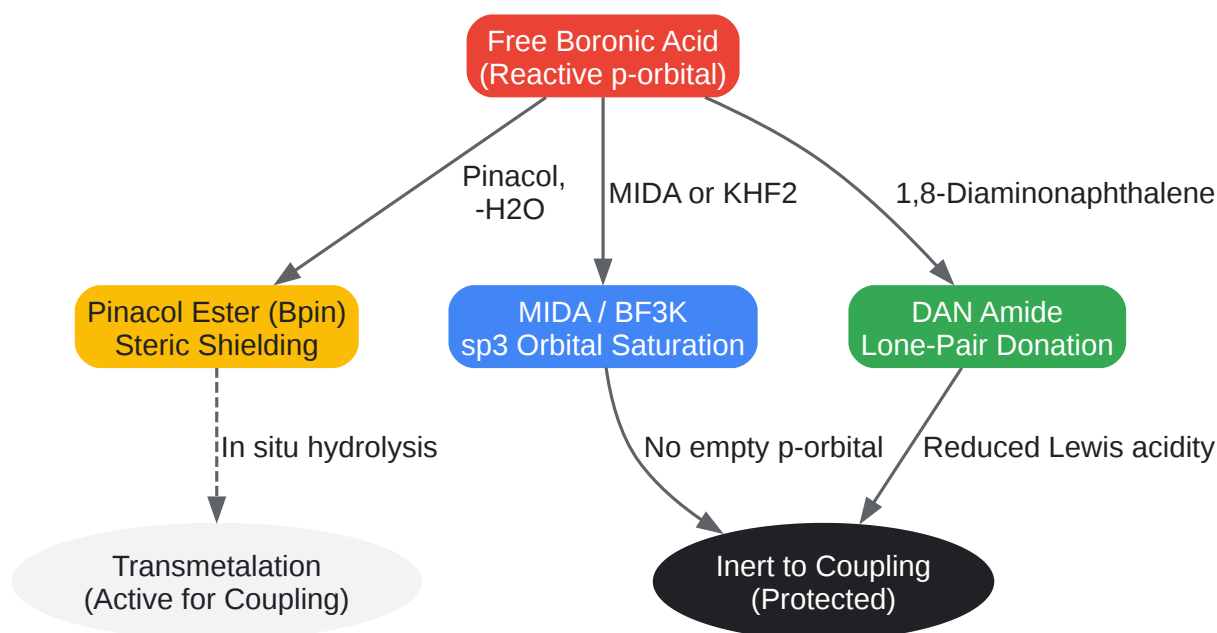 Free Boronic Acid
(Reactive p-orbital)
Pinacol,
-H2O
MIDA or KHF2
1,8-Diaminonaphthalene
Pinacol Ester (Bpin)
Steric Shielding
MIDA / BF3K
sp3 Orbital Saturation
DAN Amide
Lone-Pair Donation
In situ hydrolysis
No empty p-orbital
Reduced Lewis acidity
Transmetalation
(Active for Coupling)
Inert to Coupling
(Protected)